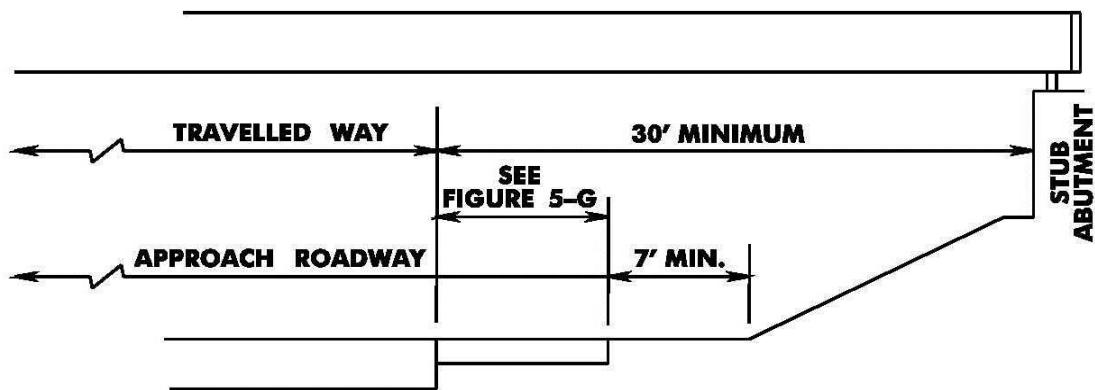 TRAVELLED WAY
30' MINIMUM
SEE
FIGURE 5–G
APPROACH ROADWAY
7' MIN.
STUB
ABUTMENT